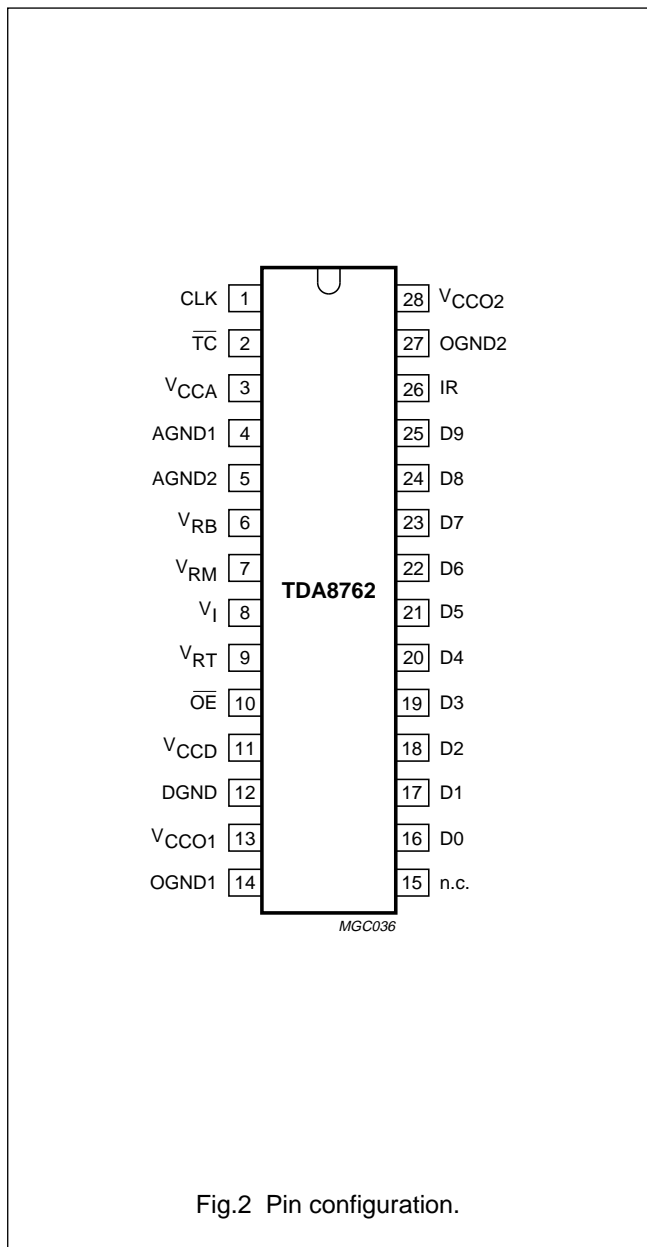 CLK 1 28 VCCO2
TC 2 27 OGND2
VCCA 3 26 IR
AGND1 4 25 D9
AGND2 5 24 D8
VRB 6 23 D7
VRM 7 22 D6
TDA8762
VI 8 21 D5
VRT 9 20 D4
OE 10 19 D3
VCCD 11 18 D2
DGND 12 17 D1
VCCO1 13 16 D0
OGND1 14 15 n.c.
MGC036
Fig.2 Pin configuration.